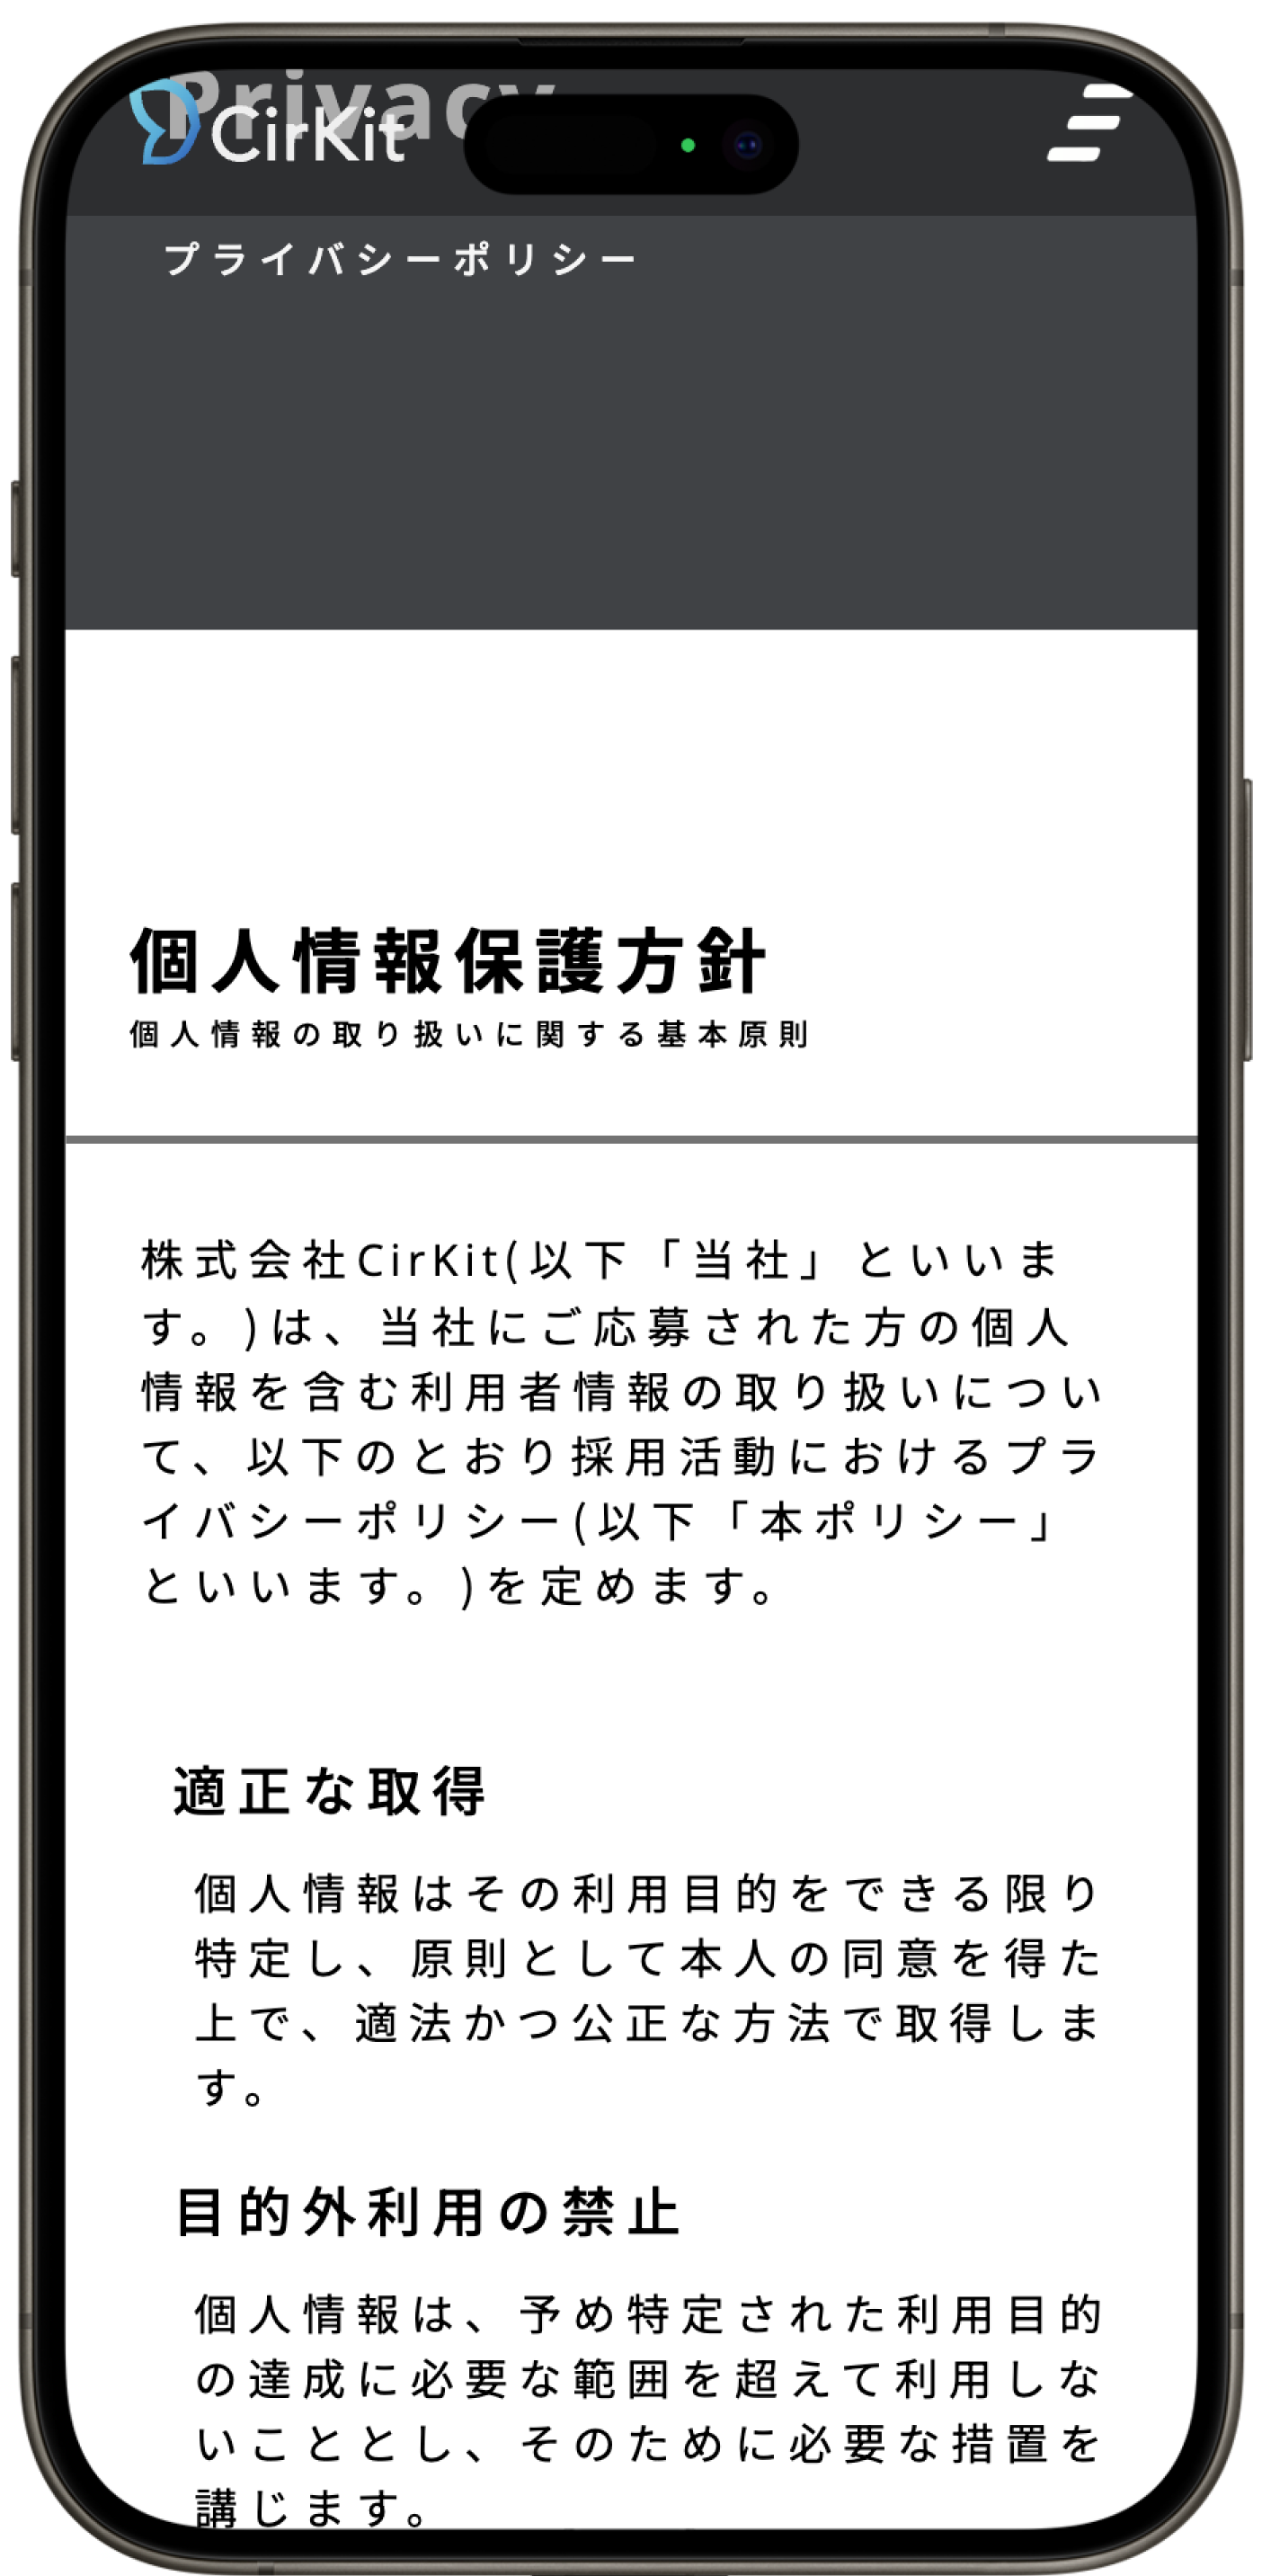 Privacy
CirKit
プライバシーポリシー
個人情報保護方針
個人情報の取り扱いに関する基本原則
株式会社CirKit(以下「当社」といいま
す。)は、当社にご応募された方の個人
情報を含む利用者情報の取り扱いについ
て、以下のとおり採用活動におけるプラ
イバシーポリシー(以下「本ポリシー」
といいます。)を定めます。
適正な取得
個人情報はその利用目的をできる限り
特定し、原則として本人の同意を得た
上で、適法かつ公正な方法で取得しま
す。
目的外利用の禁止
個人情報は、予め特定された利用目的
の達成に必要な範囲を超えて利用しな
いこととし、そのために必要な措置を
講じます。